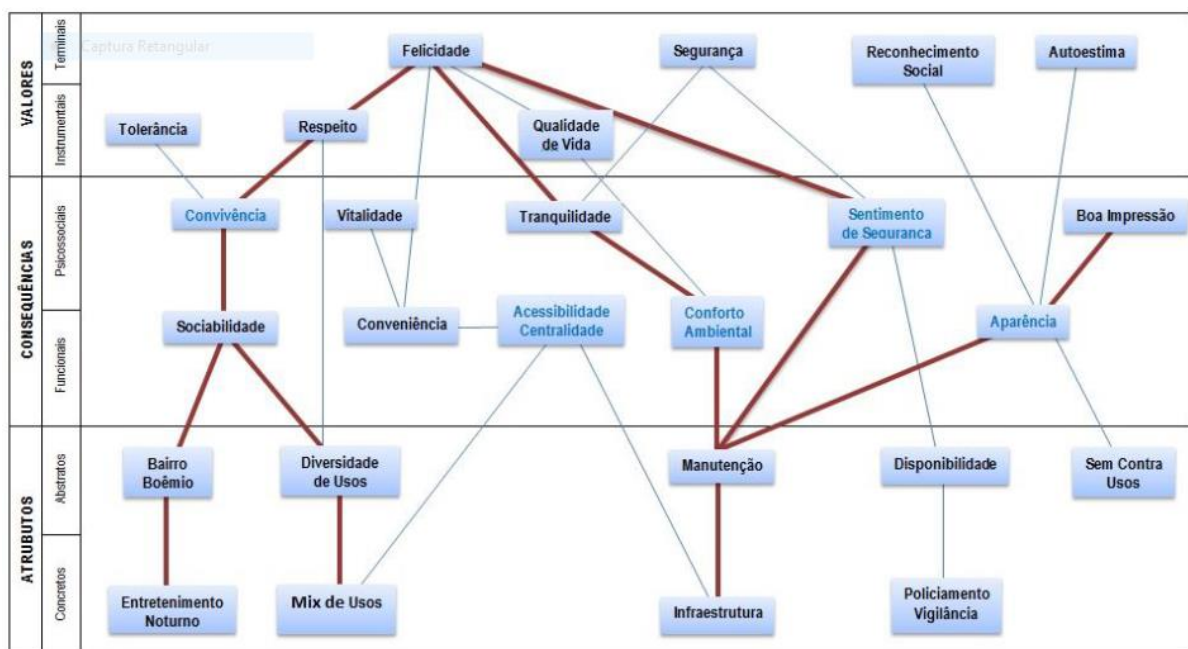 VALORES
Terminais
Captura Retangular
Felicidade
Segurança
Reconhecimento
Social
Autoestima
Instrumentais
Tolerância
Respeito
Qualidade
de Vida
CONSEQUÊNCIAS
Psicossociais
Convivência
Vitalidade
Tranquilidade
Sentimento
de Seguranca
Boa Impressão
Funcionais
Sociabilidade
Conveniência
Acessibilidade
Centralidade
Conforto
Ambiental
Aparência
ATRUBUTOS
Abstratos
Bairro
Boêmio
Diversidade
de Usos
Manutenção
Disponibilidade
Sem Contra
Usos
Concretos
Entretenimento
Noturno
Mix de Usos
Infraestrutura
Policiamento
Vigilância